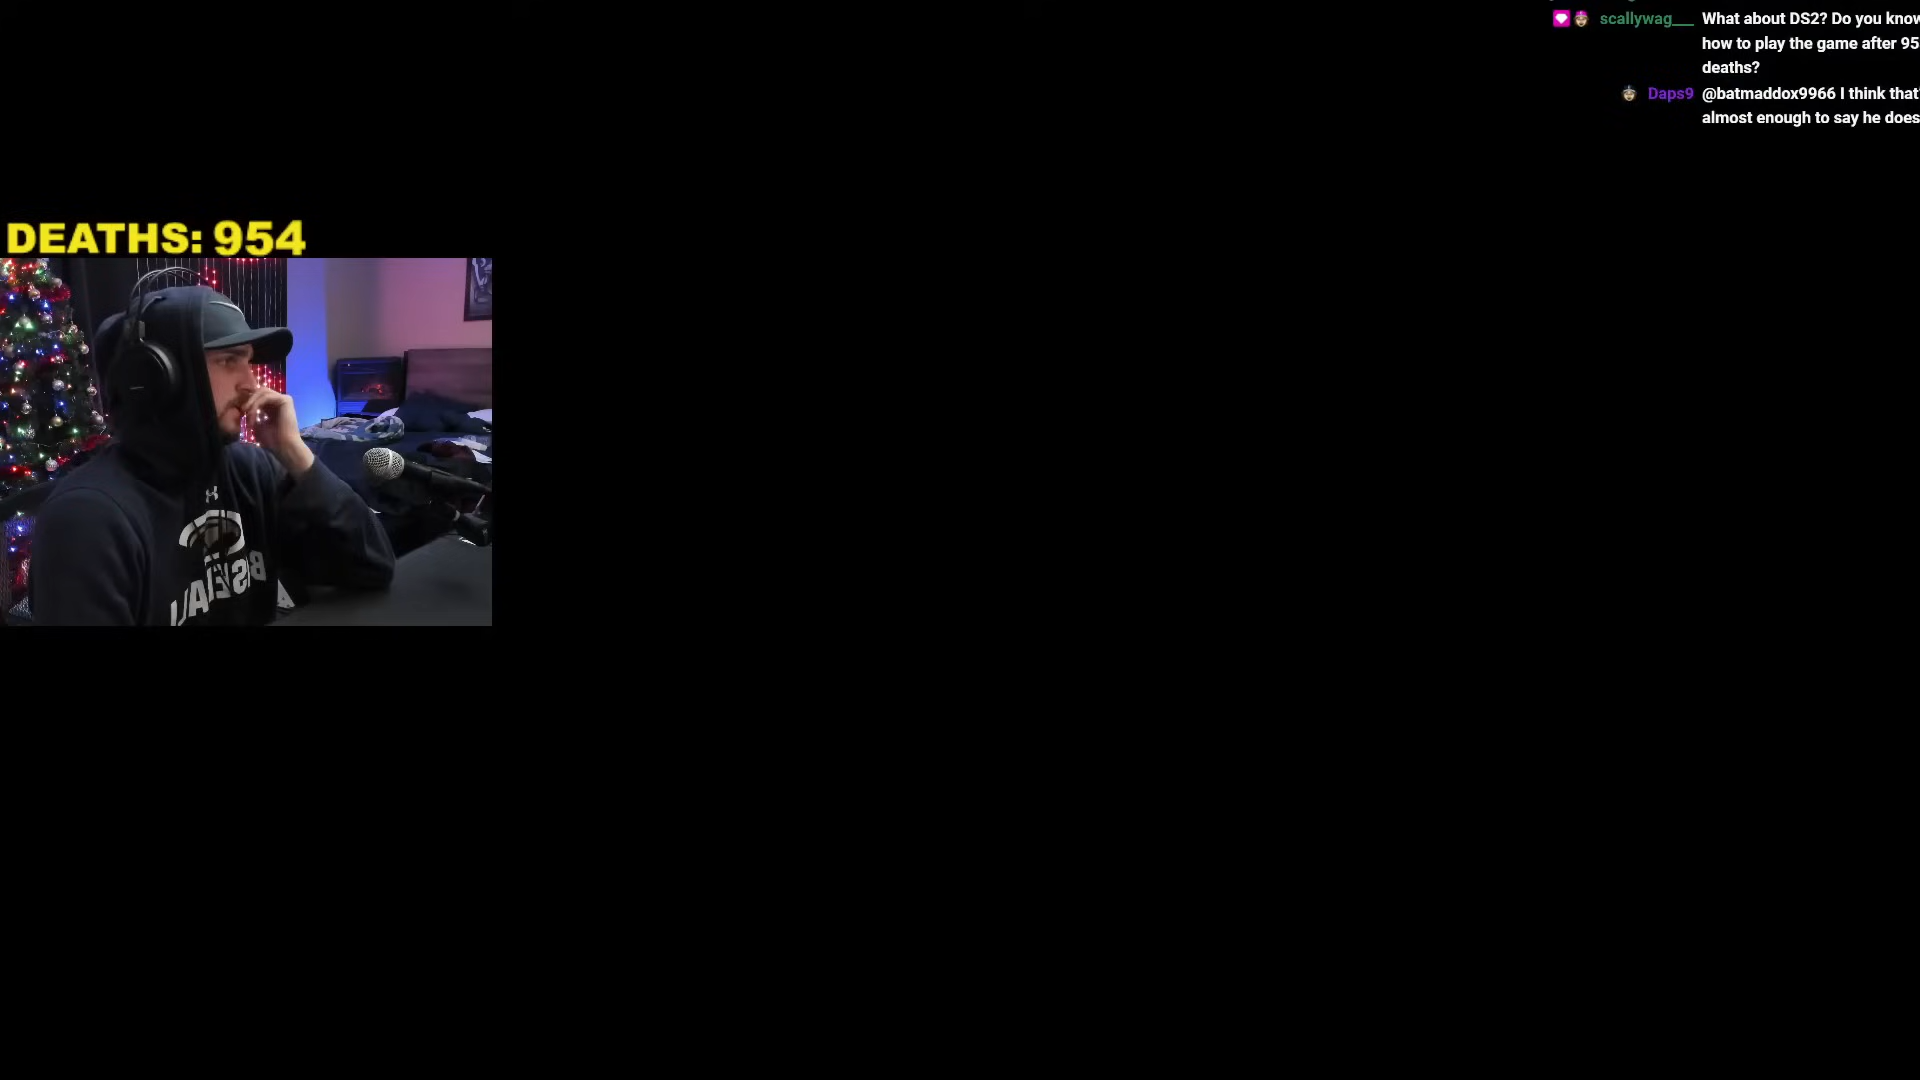 scallywag___ What about DS2? Do you know
how to play the game after 95
deaths?
Daps9 @batmaddox9966 I think that'
almost enough to say he does
DEATHS: 954